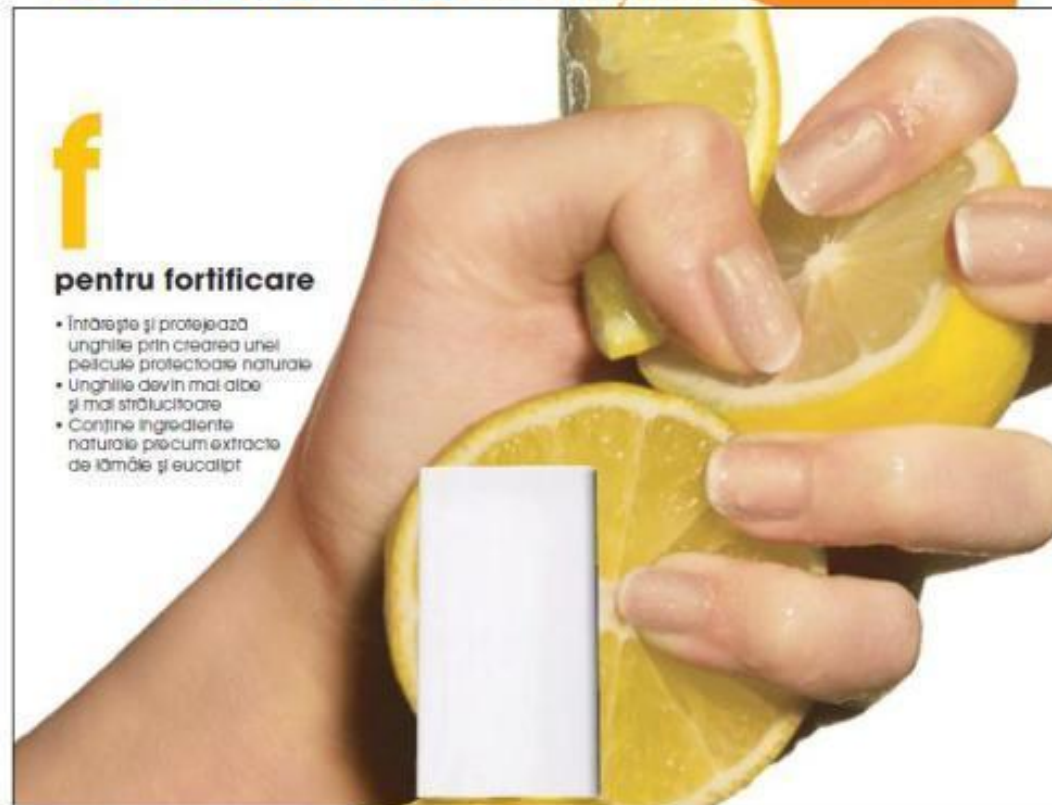 f
pentru fortificare
• Întărește și protejează
unghiile prin crearea unei
pelicule protectoare naturale
• Unghiile devin mai albe
și mai strălucitoare
• Conține ingrediente
naturale precum extracte
de lămâie și eucalipt